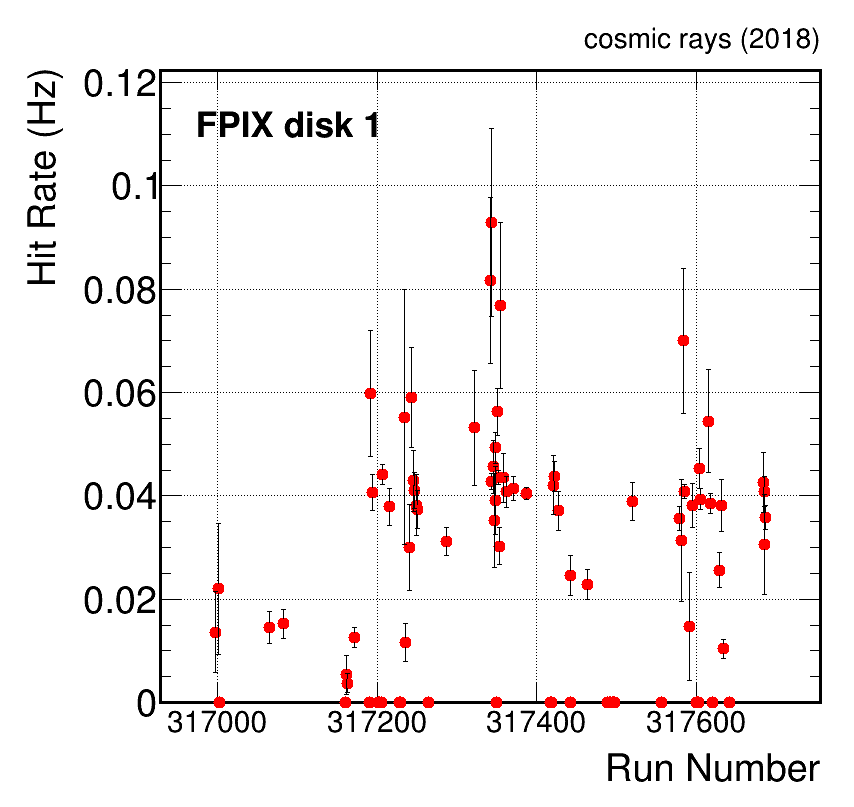 cosmic rays (2018)
Hit Rate (Hz)
FPIX disk 1
0.12
0.1
0.08
0.06
0.04
0.02
0
317000 317200 317400 317600
Run Number